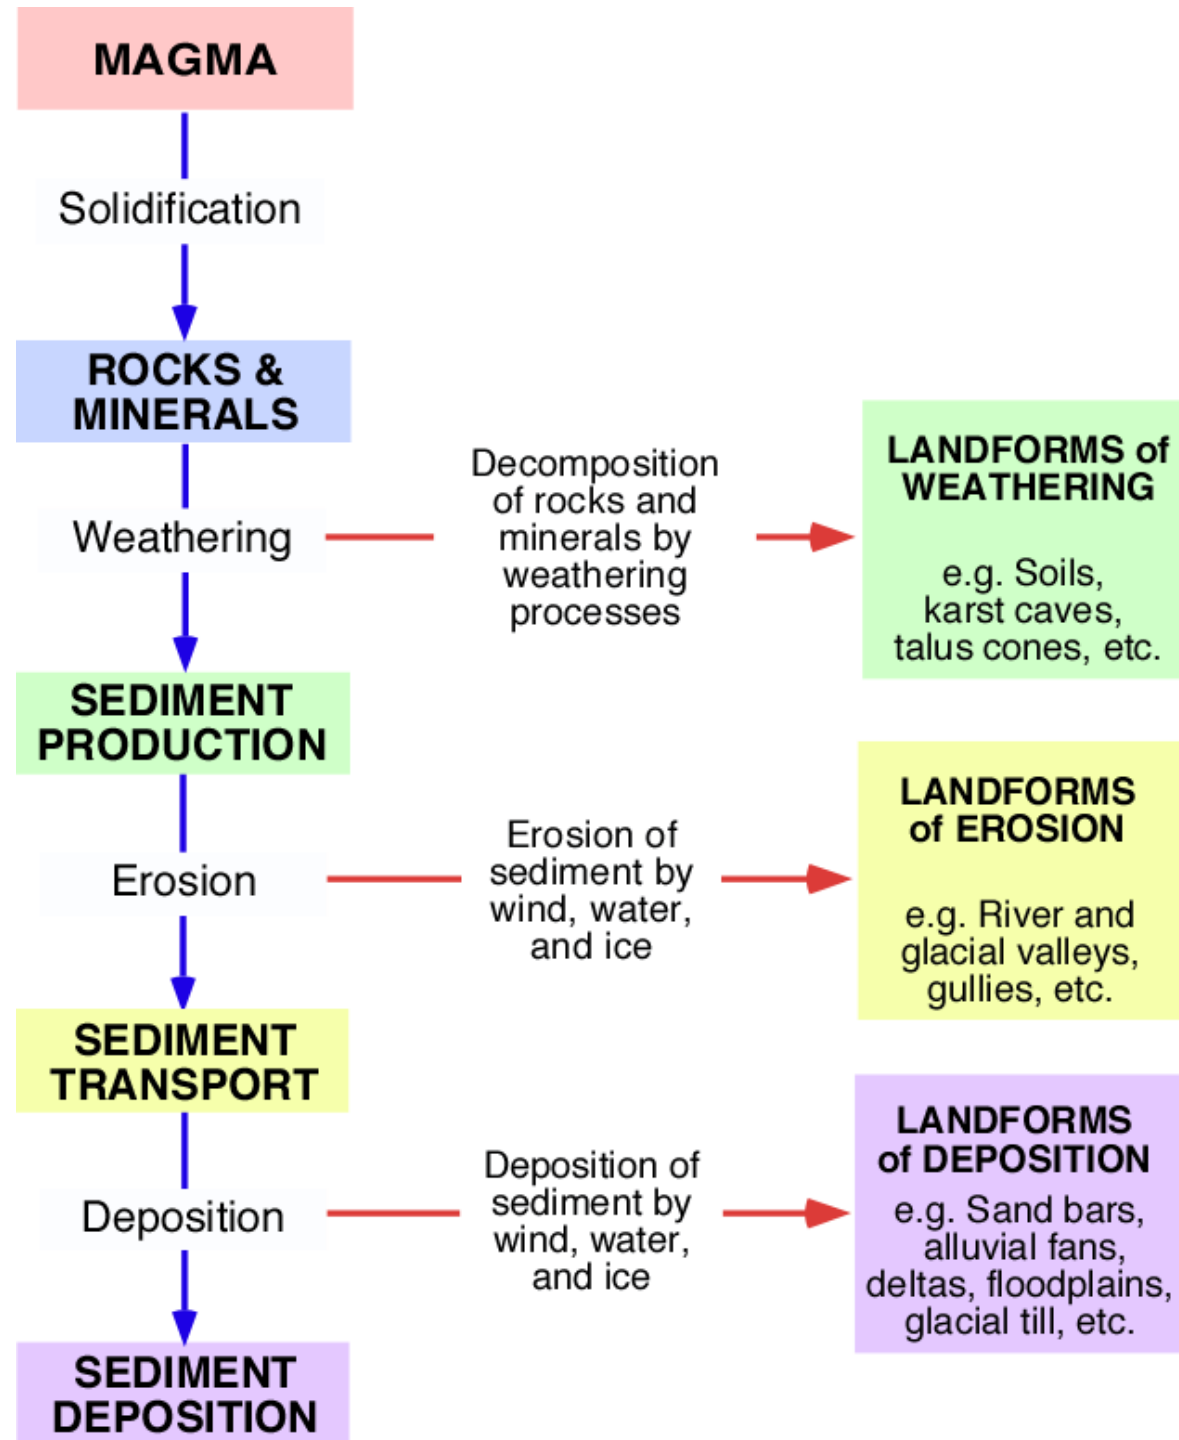 MAGMA
Solidification
ROCKS &
MINERALS
Weathering
Decomposition
of rocks and
minerals by
weathering
processes
LANDFORMS of
WEATHERING
e.g. Soils,
karst caves,
talus cones, etc.
SEDIMENT
PRODUCTION
Erosion
Erosion of
sediment by
wind, water,
and ice
LANDFORMS
of EROSION
e.g. River and
glacial valleys,
gullies, etc.
SEDIMENT
TRANSPORT
Deposition
Deposition of
sediment by
wind, water,
and ice
LANDFORMS
of DEPOSITION
e.g. Sand bars,
alluvial fans,
deltas, floodplains,
glacial till, etc.
SEDIMENT
DEPOSITION